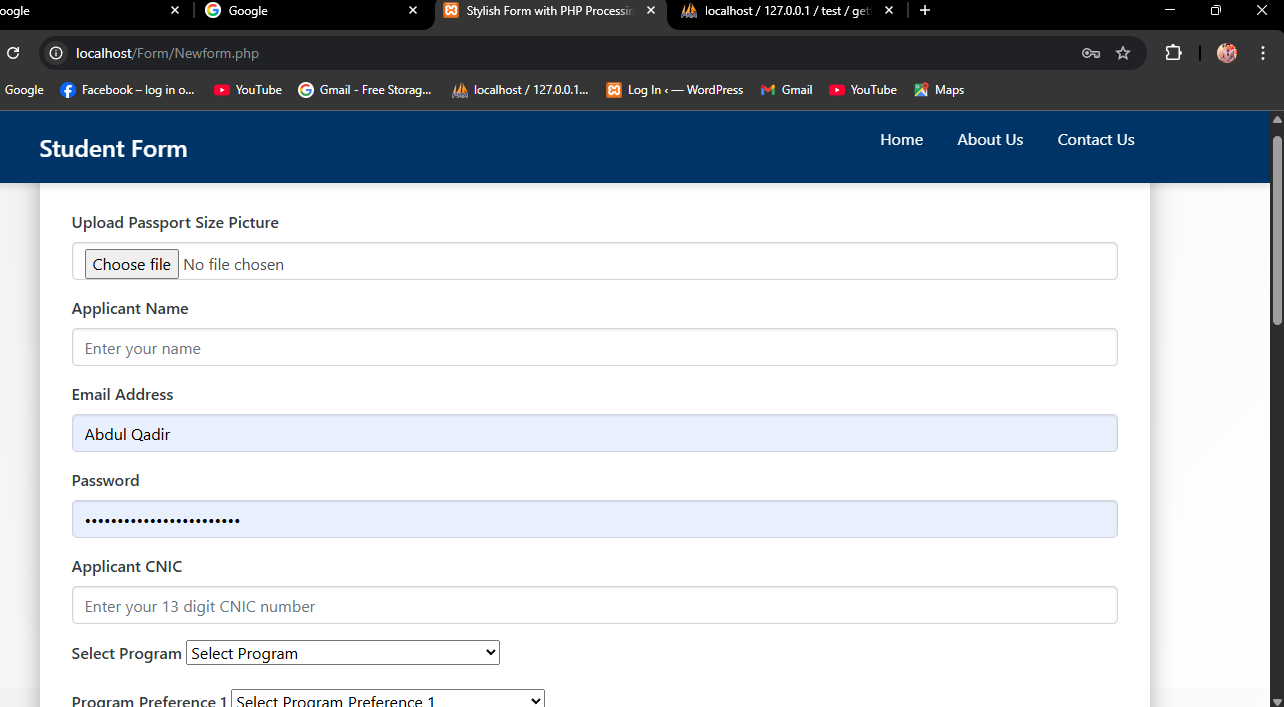 oogle
Google
Stylish Form with PHP Processin
localhost / 127.0.0.1 / test / get
localhost/Form/Newform.php
Google
Facebook – log in o...
YouTube
Gmail - Free Storag...
localhost / 127.0.0.1...
Log In ‹ — WordPress
Gmail
YouTube
Maps
Student Form
Home
About Us
Contact Us
Upload Passport Size Picture
Choose file No file chosen
Applicant Name
Enter your name
Email Address
Abdul Qadir
Password
Applicant CNIC
Enter your 13 digit CNIC number
Select Program Select Program
Program Preference 1 Select Program Preference 1